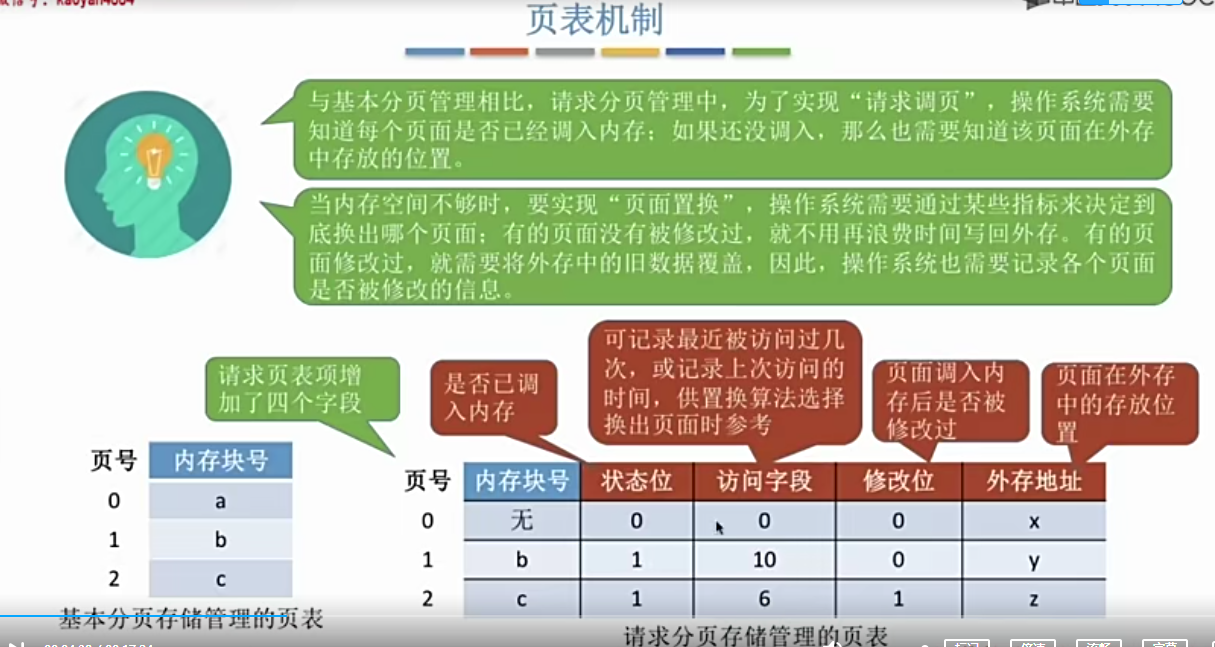 页表机制
与基本分页管理相比，请求分页管理中，为了实现“请求调页”，操作系统需要
知道每个页面是否已经调入内存；如果还没调入，那么也需要知道该页面在外存
中存放的位置。
当内存空间不够时，要实现“页面置换”，操作系统需要通过某些指标来决定到
底换出哪个页面；有的页面没有被修改过，就不用再浪费时间写回外存。有的页
面修改过，就需要将外存中的旧数据覆盖，因此，操作系统也需要记录各个页面
是否被修改的信息。
请求页表项增
加了四个字段
是否已调
入内存
可记录最近被访问过几
次，或记录上次访问的
时间，供置换算法选择
换出页面时参考
页面调入内
存后是否被
修改过
页面在外存
中的存放位
置
页号 内存块号
0 a
1 b
2 c
基本分页存储管理的页表
页号 内存块号 状态位 访问字段 修改位 外存地址
0 无 0 0 0 x
1 b 1 10 0 y
2 c 1 6 1 z
请求分页存储管理的页表